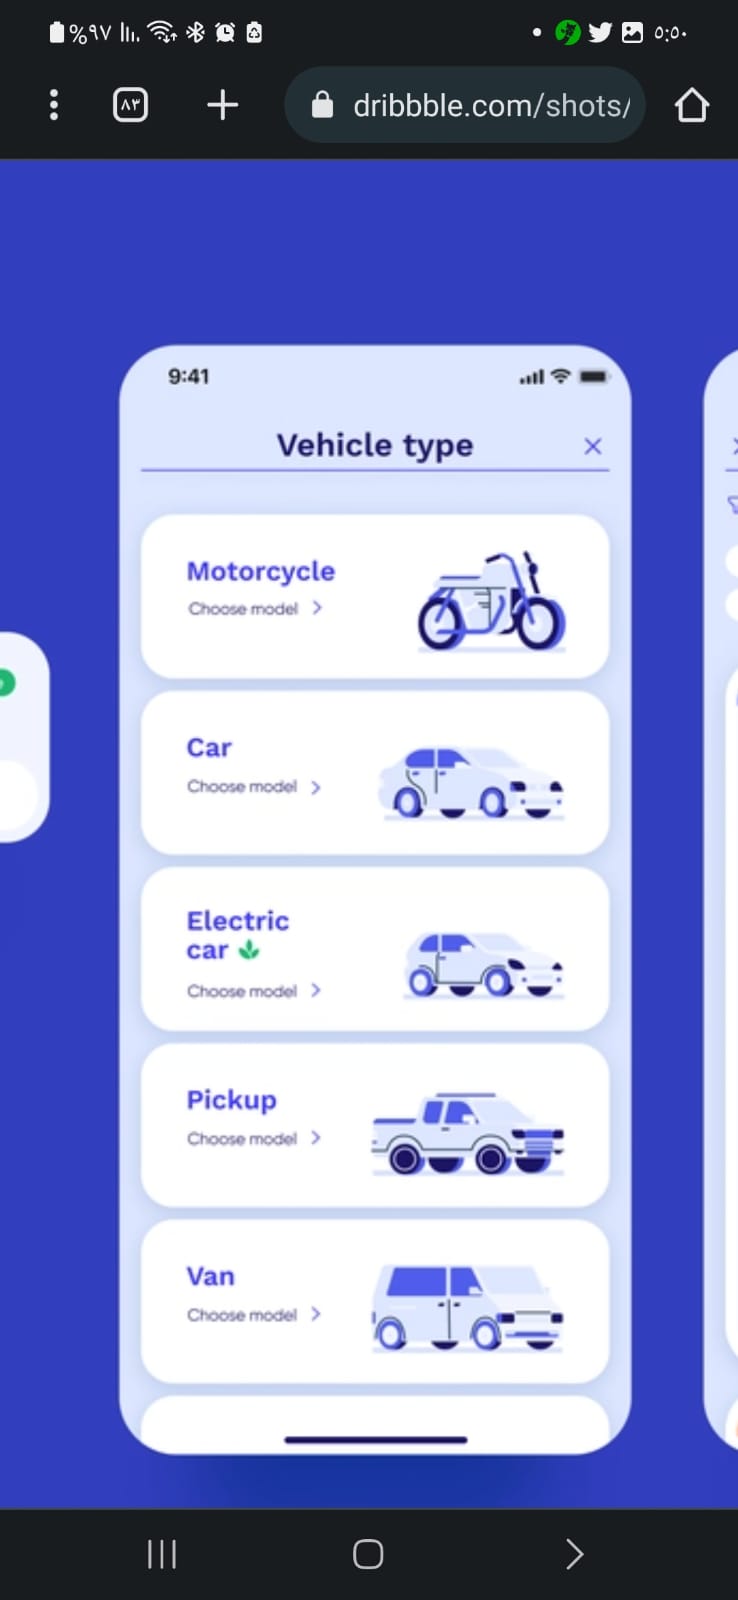 %٩٧
٥:٥٠
٨٣
dribbble.com/shots/
9:41
Vehicle type
Motorcycle
Choose model
Car
Choose model
Electric
car
Choose model
Pickup
Choose model
Van
Choose model